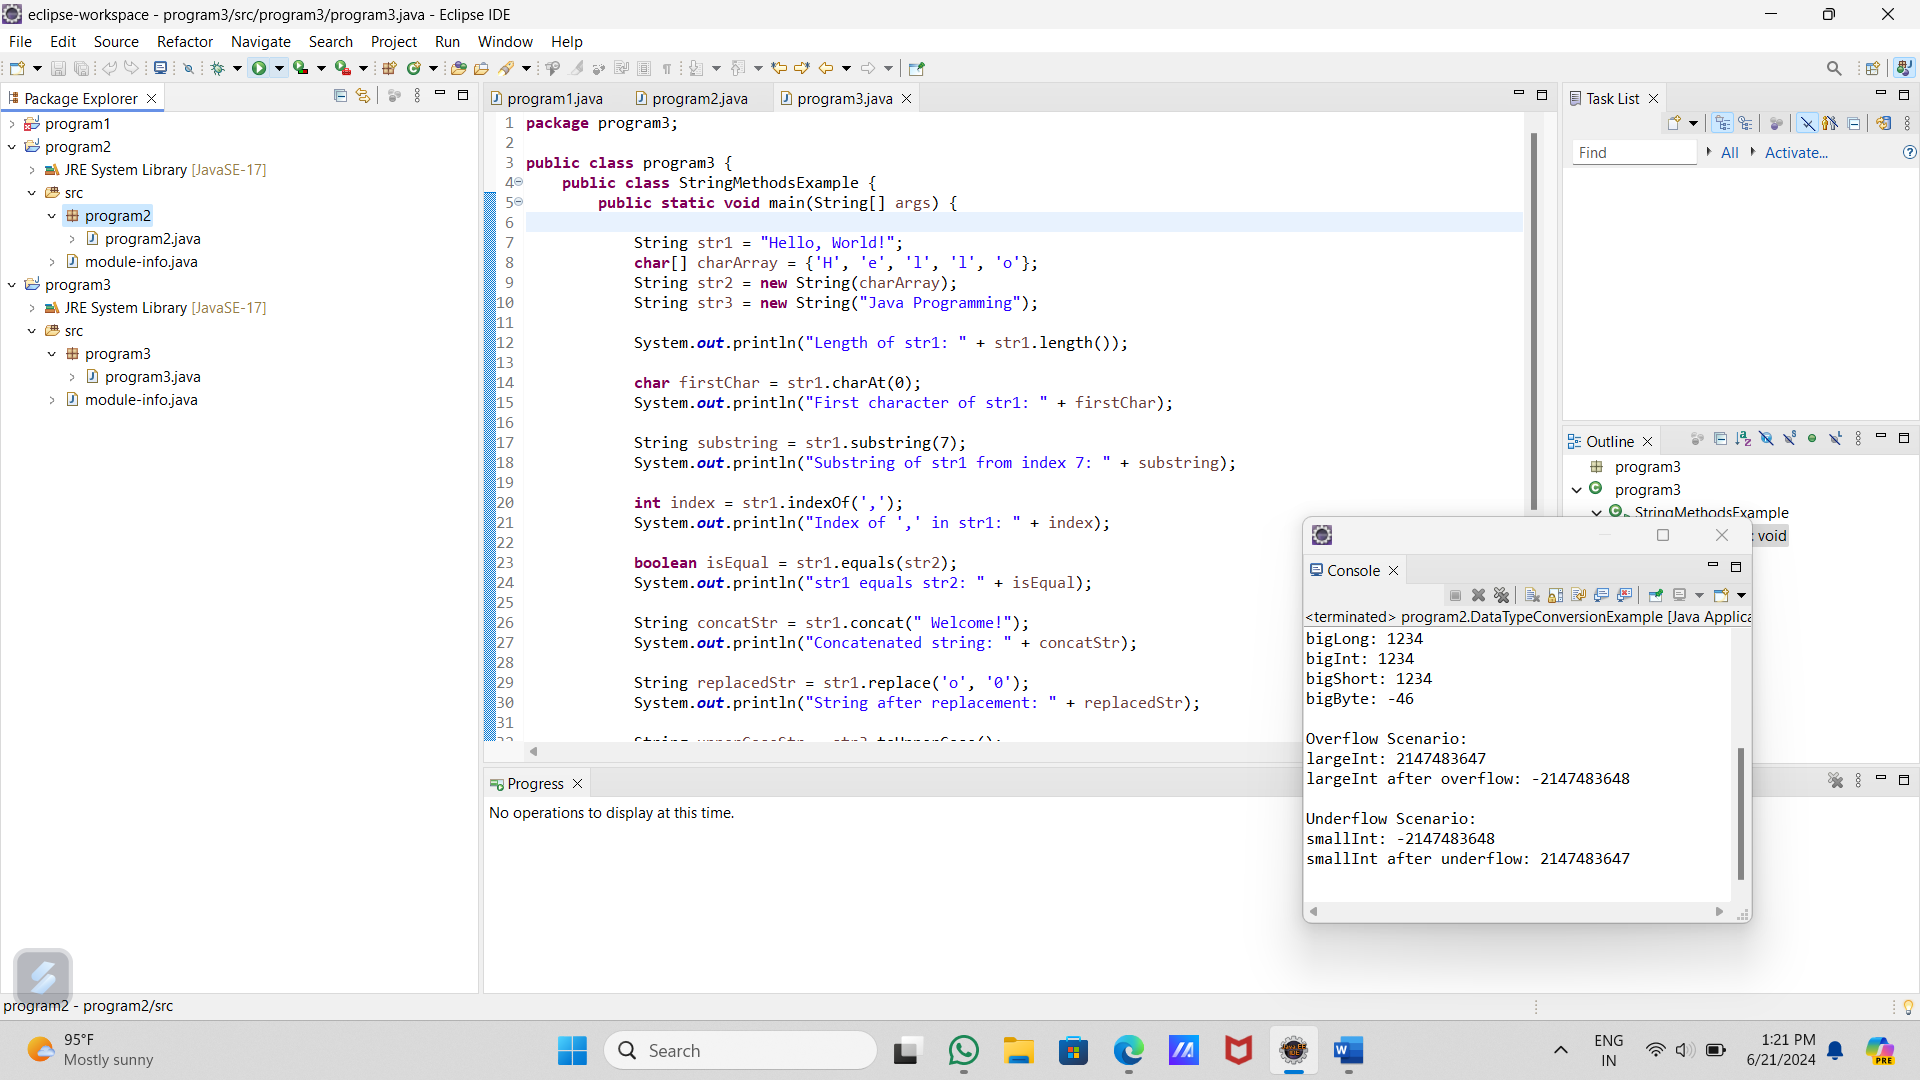 eclipse-workspace - program3/src/program3/program3.java - Eclipse IDE
File Edit Source Refactor Navigate Search Project Run Window Help
Package Explorer
program1
program2
JRE System Library [JavaSE-17]
src
program2
program2.java
module-info.java
program3
JRE System Library [JavaSE-17]
src
program3
program3.java
module-info.java
program1.java program2.java program3.java
1 package program3;
2
3 public class program3 {
4 public class StringMethodsExample {
5 public static void main(String[] args) {
6
7 String str1 = "Hello, World!";
8 char[] charArray = {'H', 'e', 'l', 'l', 'o'};
9 String str2 = new String(charArray);
10 String str3 = new String("Java Programming");
11
12 System.out.println("Length of str1: " + str1.length());
13
14 char firstChar = str1.charAt(0);
15 System.out.println("First character of str1: " + firstChar);
16
17 String substring = str1.substring(7);
18 System.out.println("Substring of str1 from index 7: " + substring);
19
20 int index = str1.indexOf(',');
21 System.out.println("Index of ',' in str1: " + index);
22
23 boolean isEqual = str1.equals(str2);
24 System.out.println("str1 equals str2: " + isEqual);
25
26 String concatStr = str1.concat(" Welcome!");
27 System.out.println("Concatenated string: " + concatStr);
28
29 String replacedStr = str1.replace('o', '0');
30 System.out.println("String after replacement: " + replacedStr);
31
Progress
No operations to display at this time.
Task List
Find All Activate...
Outline
program3
program3
StringMethodsExample
: void
Console
<terminated> program2.DataTypeConversionExample [Java Applica
bigLong: 1234
bigInt: 1234
bigShort: 1234
bigByte: -46
Overflow Scenario:
largeInt: 2147483647
largeInt after overflow: -2147483648
Underflow Scenario:
smallInt: -2147483648
smallInt after underflow: 2147483647
program2 - program2/src
95°F
Mostly sunny
Search
ENG
IN
1:21 PM
6/21/2024